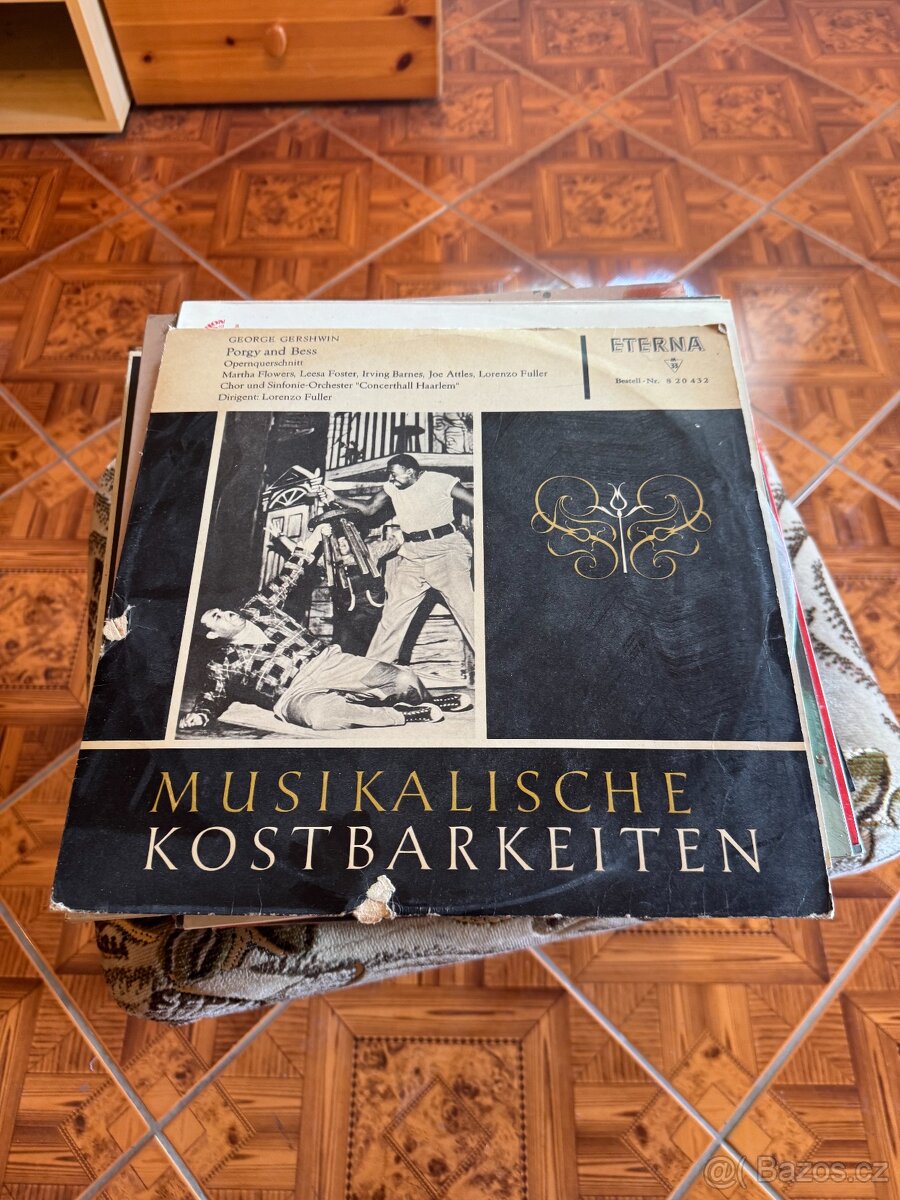 GEORGE GERSHWIN
Porgy and Bess
Opernquerschnitt
Martha Flowers, Leesa Foster, Irving Barnes, Joe Attles, Lorenzo Fuller
Chor und Sinfonie-Orchester "Concerthall Haarlem"
Dirigent: Lorenzo Fuller
ETERNA
M
33
Bestell-Nr. 8 20 432
MUSIKALISCHE
KOSTBARKEITEN
@Bazos.cz